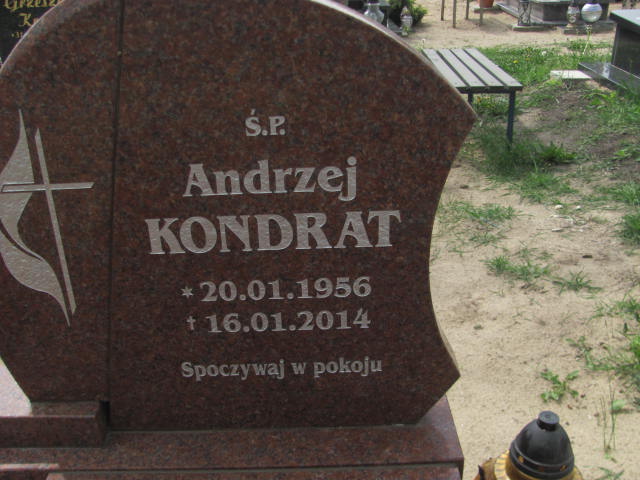 Ś.P.
Andrzej
KONDRAT
* 20.01.1956
† 16.01.2014
Spoczywaj w pokoju